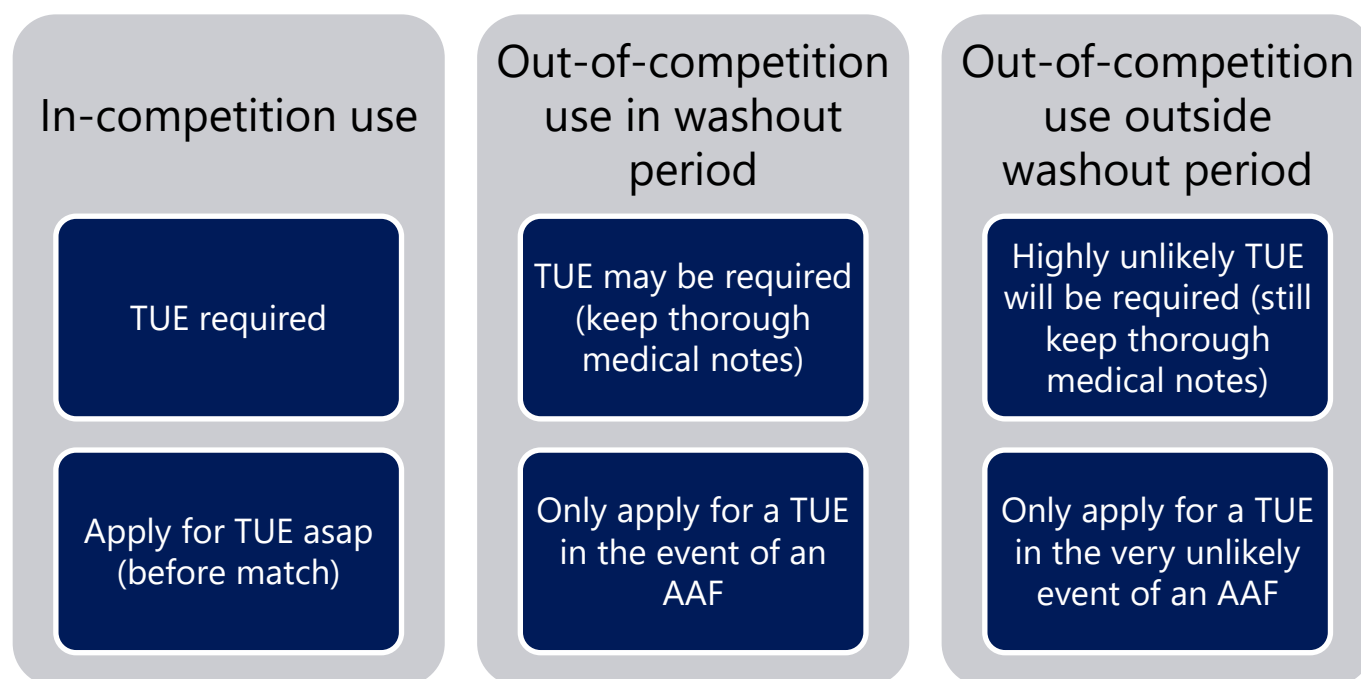 In-competition use
TUE required
Apply for TUE asap
(before match)
Out-of-competition
use in washout
period
TUE may be required
(keep thorough
medical notes)
Only apply for a TUE
in the event of an
AAF
Out-of-competition
use outside
washout period
Highly unlikely TUE
will be required (still
keep thorough
medical notes)
Only apply for a TUE
in the very unlikely
event of an AAF